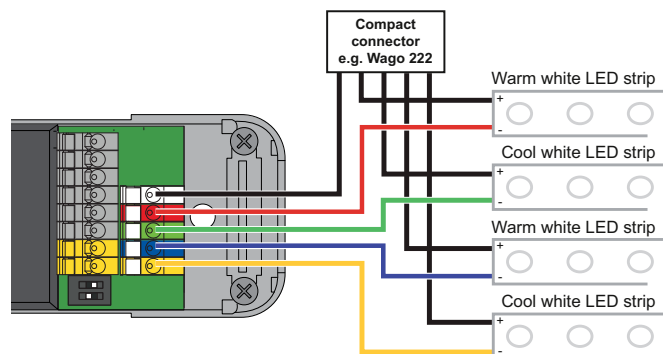 Compact
connector
e.g. Wago 222
Warm white LED strip
+
-
Cool white LED strip
+
-
Warm white LED strip
+
-
Cool white LED strip
+
-